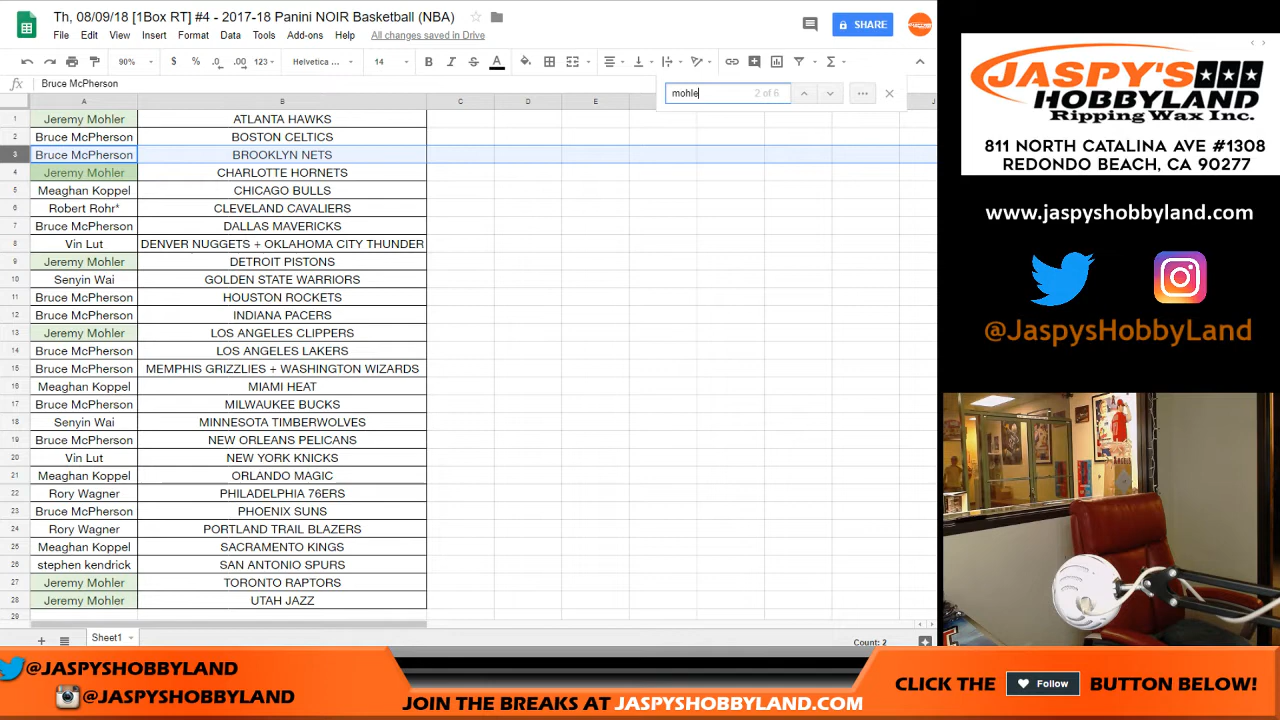 Th, 08/09/18 [1Box RT] #4 - 2017-18 Panini NOIR Basketball (NBA)
File Edit View Insert Format Data Tools Add-ons Help All changes saved in Drive
SHARE
90% $ % .0 .00 123 Helvetica ... 14 B I S A
fx Bruce McPherson
mohle 2 of 6
A B C D E J
1 Jeremy Mohler ATLANTA HAWKS
2 Bruce McPherson BOSTON CELTICS
3 Bruce McPherson BROOKLYN NETS
4 Jeremy Mohler CHARLOTTE HORNETS
5 Meaghan Koppel CHICAGO BULLS
6 Robert Rohr* CLEVELAND CAVALIERS
7 Bruce McPherson DALLAS MAVERICKS
8 Vin Lut DENVER NUGGETS + OKLAHOMA CITY THUNDER
9 Jeremy Mohler DETROIT PISTONS
10 Senyin Wai GOLDEN STATE WARRIORS
11 Bruce McPherson HOUSTON ROCKETS
12 Bruce McPherson INDIANA PACERS
13 Jeremy Mohler LOS ANGELES CLIPPERS
14 Bruce McPherson LOS ANGELES LAKERS
15 Bruce McPherson MEMPHIS GRIZZLIES + WASHINGTON WIZARDS
16 Meaghan Koppel MIAMI HEAT
17 Bruce McPherson MILWAUKEE BUCKS
18 Senyin Wai MINNESOTA TIMBERWOLVES
19 Bruce McPherson NEW ORLEANS PELICANS
20 Vin Lut NEW YORK KNICKS
21 Meaghan Koppel ORLANDO MAGIC
22 Rory Wagner PHILADELPHIA 76ERS
23 Bruce McPherson PHOENIX SUNS
24 Rory Wagner PORTLAND TRAIL BLAZERS
25 Meaghan Koppel SACRAMENTO KINGS
26 stephen kendrick SAN ANTONIO SPURS
27 Jeremy Mohler TORONTO RAPTORS
28 Jeremy Mohler UTAH JAZZ
29
Sheet1
Count: 2
JASPY'S
HOBBYLAND
Ripping Wax Inc.
811 NORTH CATALINA AVE #1308
REDONDO BEACH, CA 90277
www.jaspyshobbyland.com
@JaspysHobbyLand
@JASPYSHOBBYLAND
@JASPYSHOBBYLAND
JOIN THE BREAKS AT JASPYSHOBBYLAND.COM
CLICK THE Follow BUTTON BELOW!